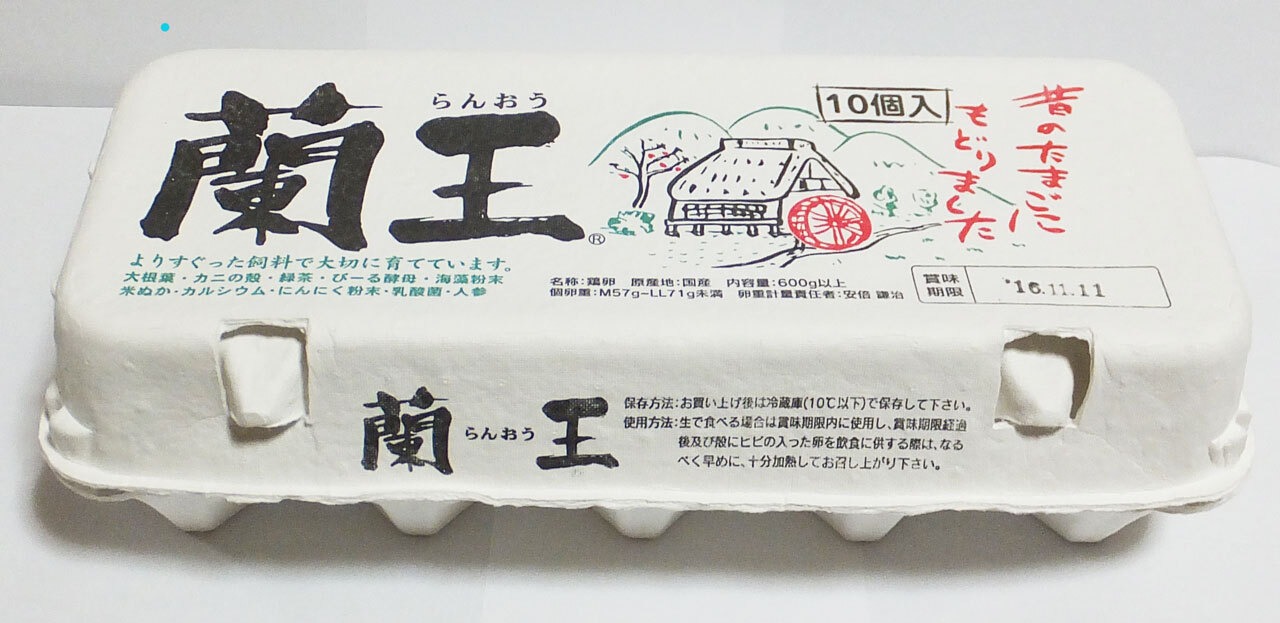 らんおう
蘭王
®
10個入
昔のたまごに
もどりました
よりすぐった飼料で大切に育てています。
大根葉・カニの殻・緑茶・びーる酵母・海藻粉末
米ぬか・カルシウム・にんにく粉末・乳酸菌・人参
名称:鶏卵 原産地:国産 内容量:600g以上
個卵重:M57g~LL71g未満 卵重計量責任者:安倍 謙治
賞味
期限
'16.11.11
蘭 らんおう 王
保存方法:お買い上げ後は冷蔵庫(10℃以下)で保存して下さい。
使用方法:生で食べる場合は賞味期限内に使用し、賞味期限経過
後及び殻にヒビの入った卵を飲食に供する際は、なる
べく早めに、十分加熱してお召し上がり下さい。